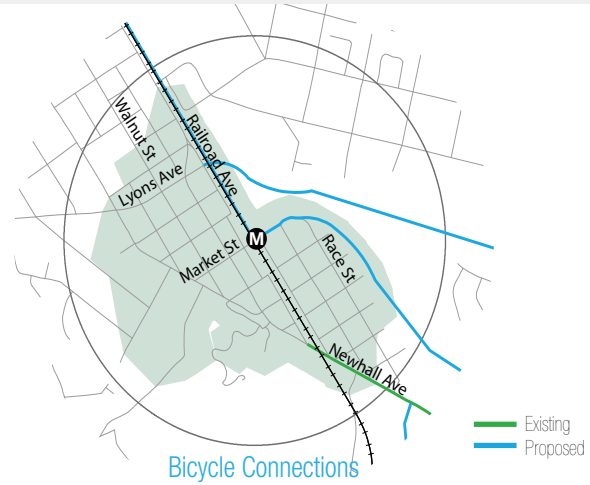 Walnut St
Railroad Ave
Lyons Ave
Market St
M
Race St
Newhall Ave
Existing
Proposed
Bicycle Connections